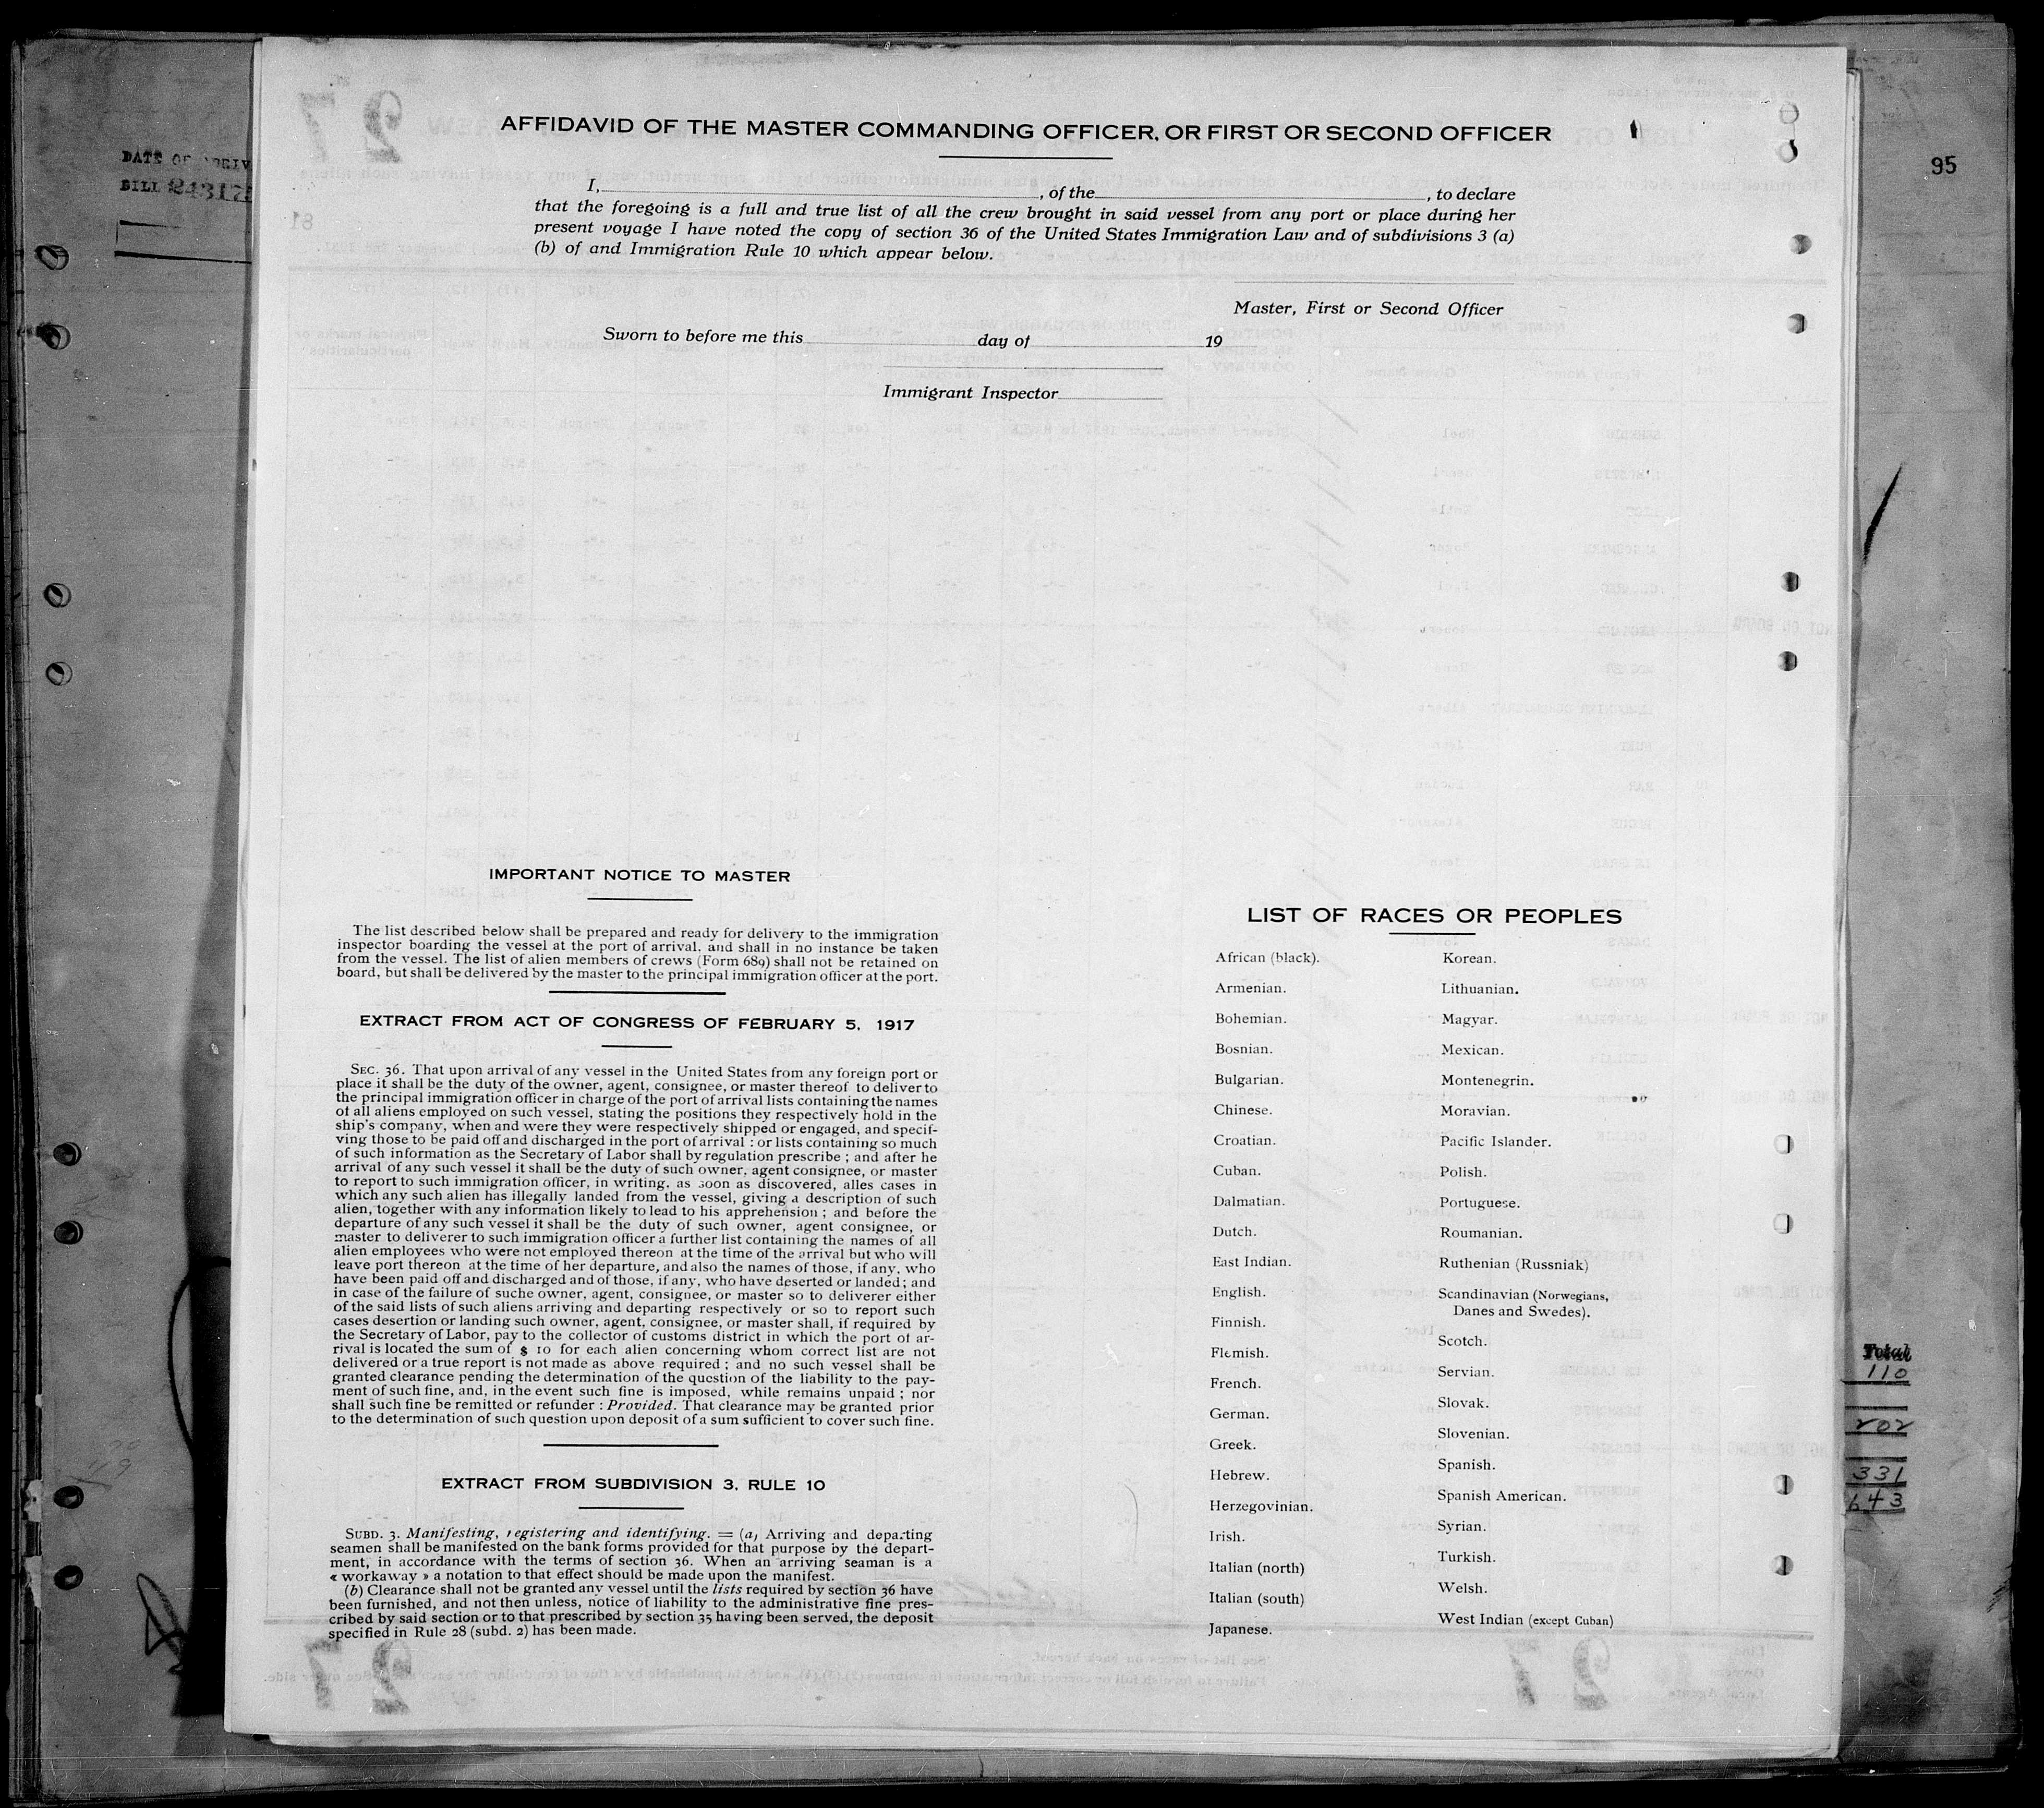 AFFIDAVID OF THE MASTER COMMANDING OFFICER, OR FIRST OR SECOND OFFICER
I, , of the , to declare
that the foregoing is a full and true list of all the crew brought in said vessel from any port or place during her
present voyage I have noted the copy of section 36 of the United States Immigration Law and of subdivisions 3 (a)
(b) of and Immigration Rule 10 which appear below.
Master, First or Second Officer
Sworn to before me this day of 19
Immigrant Inspector
DATE OF
BILL
95
IMPORTANT NOTICE TO MASTER
The list described below shall be prepared and ready for delivery to the immigration
inspector boarding the vessel at the port of arrival, and shall in no instance be taken
from the vessel. The list of alien members of crews (Form 689) shall not be retained on
board, but shall be delivered by the master to the principal immigration officer at the port.
EXTRACT FROM ACT OF CONGRESS OF FEBRUARY 5, 1917
SEC. 36. That upon arrival of any vessel in the United States from any foreign port or
place it shall be the duty of the owner, agent, consignee, or master thereof to deliver to
the principal immigration officer in charge of the port of arrival lists containing the names
of all aliens employed on such vessel, stating the positions they respectively hold in the
ship's company, when and were they were respectively shipped or engaged, and specif-
ving those to be paid off and discharged in the port of arrival : or lists containing so much
of such information as the Secretary of Labor shall by regulation prescribe ; and after he
arrival of any such vessel it shall be the duty of such owner, agent consignee, or master
to report to such immigration officer, in writing, as soon as discovered, alles cases in
which any such alien has illegally landed from the vessel, giving a description of such
alien, together with any information likely to lead to his apprehension ; and before the
departure of any such vessel it shall be the duty of such owner, agent consignee, or
master to deliverer to such immigration officer a further list containing the names of all
alien employees who were not employed thereon at the time of the arrival but who will
leave port thereon at the time of her departure, and also the names of those, if any, who
have been paid off and discharged and of those, if any, who have deserted or landed ; and
in case of the failure of suche owner, agent, consignee, or master so to deliverer either
of the said lists of such aliens arriving and departing respectively or so to report such
cases desertion or landing such owner, agent, consignee, or master shall, if required by
the Secretary of Labor, pay to the collector of customs district in which the port of ar-
rival is located the sum of $ 10 for each alien concerning whom correct list are not
delivered or a true report is not made as above required ; and no such vessel shall be
granted clearance pending the determination of the question of the liability to the pay-
ment of such fine, and, in the event such fine is imposed, while remains unpaid ; nor
shall such fine be remitted or refunder : Provided. That clearance may be granted prior
to the determination of such question upon deposit of a sum sufficient to cover such fine.
EXTRACT FROM SUBDIVISION 3, RULE 10
SUBD. 3. Manifesting, registering and identifying. = (a) Arriving and departing
seamen shall be manifested on the bank forms provided for that purpose by the depart-
ment, in accordance with the terms of section 36. When an arriving seaman is a
« workaway » a notation to that effect should be made upon the manifest.
(b) Clearance shall not be granted any vessel until the lists required by section 36 have
been furnished, and not then unless, notice of liability to the administrative fine pres-
cribed by said section or to that prescribed by section 35 having been served, the deposit
specified in Rule 28 (subd. 2) has been made.
LIST OF RACES OR PEOPLES
African (black).
Armenian.
Bohemian.
Bosnian.
Bulgarian.
Chinese.
Croatian.
Cuban.
Dalmatian.
Dutch.
East Indian.
English.
Finnish.
Flemish.
French.
German.
Greek.
Hebrew.
Herzegovinian.
Irish.
Italian (north)
Italian (south)
Japanese.
Korean.
Lithuanian.
Magyar.
Mexican.
Montenegrin.
Moravian.
Pacific Islander.
Polish.
Portuguese.
Roumanian.
Ruthenian (Russniak)
Scandinavian (Norwegians,
Danes and Swedes).
Scotch.
Servian.
Slovak.
Slovenian.
Spanish.
Spanish American.
Syrian.
Turkish.
Welsh.
West Indian (except Cuban)
Total
110
202
331
643